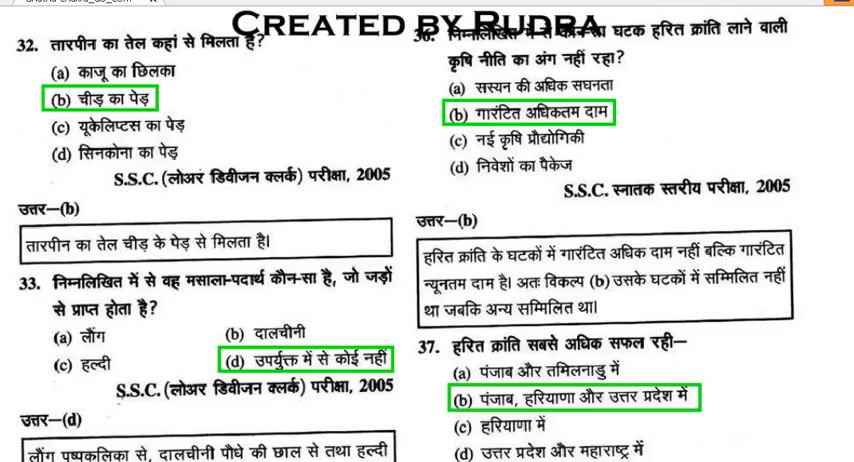 CREATED BY RUDRA
32. तारपीन का तेल कहां से मिलता है?
(a) काजू का छिलका
(b) चीड़ का पेड़
(c) यूकेलिप्टस का पेड़
(d) सिनकोना का पेड़
S.S.C. (लोअर डिवीजन क्लर्क) परीक्षा, 2005
उत्तर—(b)
तारपीन का तेल चीड़ के पेड़ से मिलता है।
33. निम्नलिखित में से वह मसाला-पदार्थ कौन-सा है, जो जड़ों
से प्राप्त होता है?
(a) लौंग (b) दालचीनी
(c) हल्दी (d) उपर्युक्त में से कोई नहीं
S.S.C. (लोअर डिवीजन क्लर्क) परीक्षा, 2005
उत्तर—(d)
लौंग पुष्पकलिका से, दालचीनी पौधे की छाल से तथा हल्दी
36. निम्नलिखित में से कौन-सा घटक हरित क्रांति लाने वाली
कृषि नीति का अंग नहीं रहा?
(a) सस्यन की अधिक सघनता
(b) गारंटित अधिकतम दाम
(c) नई कृषि प्रौद्योगिकी
(d) निवेशों का पैकेज
S.S.C. स्नातक स्तरीय परीक्षा, 2005
उत्तर—(b)
हरित क्रांति के घटकों में गारंटित अधिक दाम नहीं बल्कि गारंटित
न्यूनतम दाम है। अतः विकल्प (b) उसके घटकों में सम्मिलित नहीं
था जबकि अन्य सम्मिलित था।
37. हरित क्रांति सबसे अधिक सफल रही—
(a) पंजाब और तमिलनाडु में
(b) पंजाब, हरियाणा और उत्तर प्रदेश में
(c) हरियाणा में
(d) उत्तर प्रदेश और महाराष्ट्र में